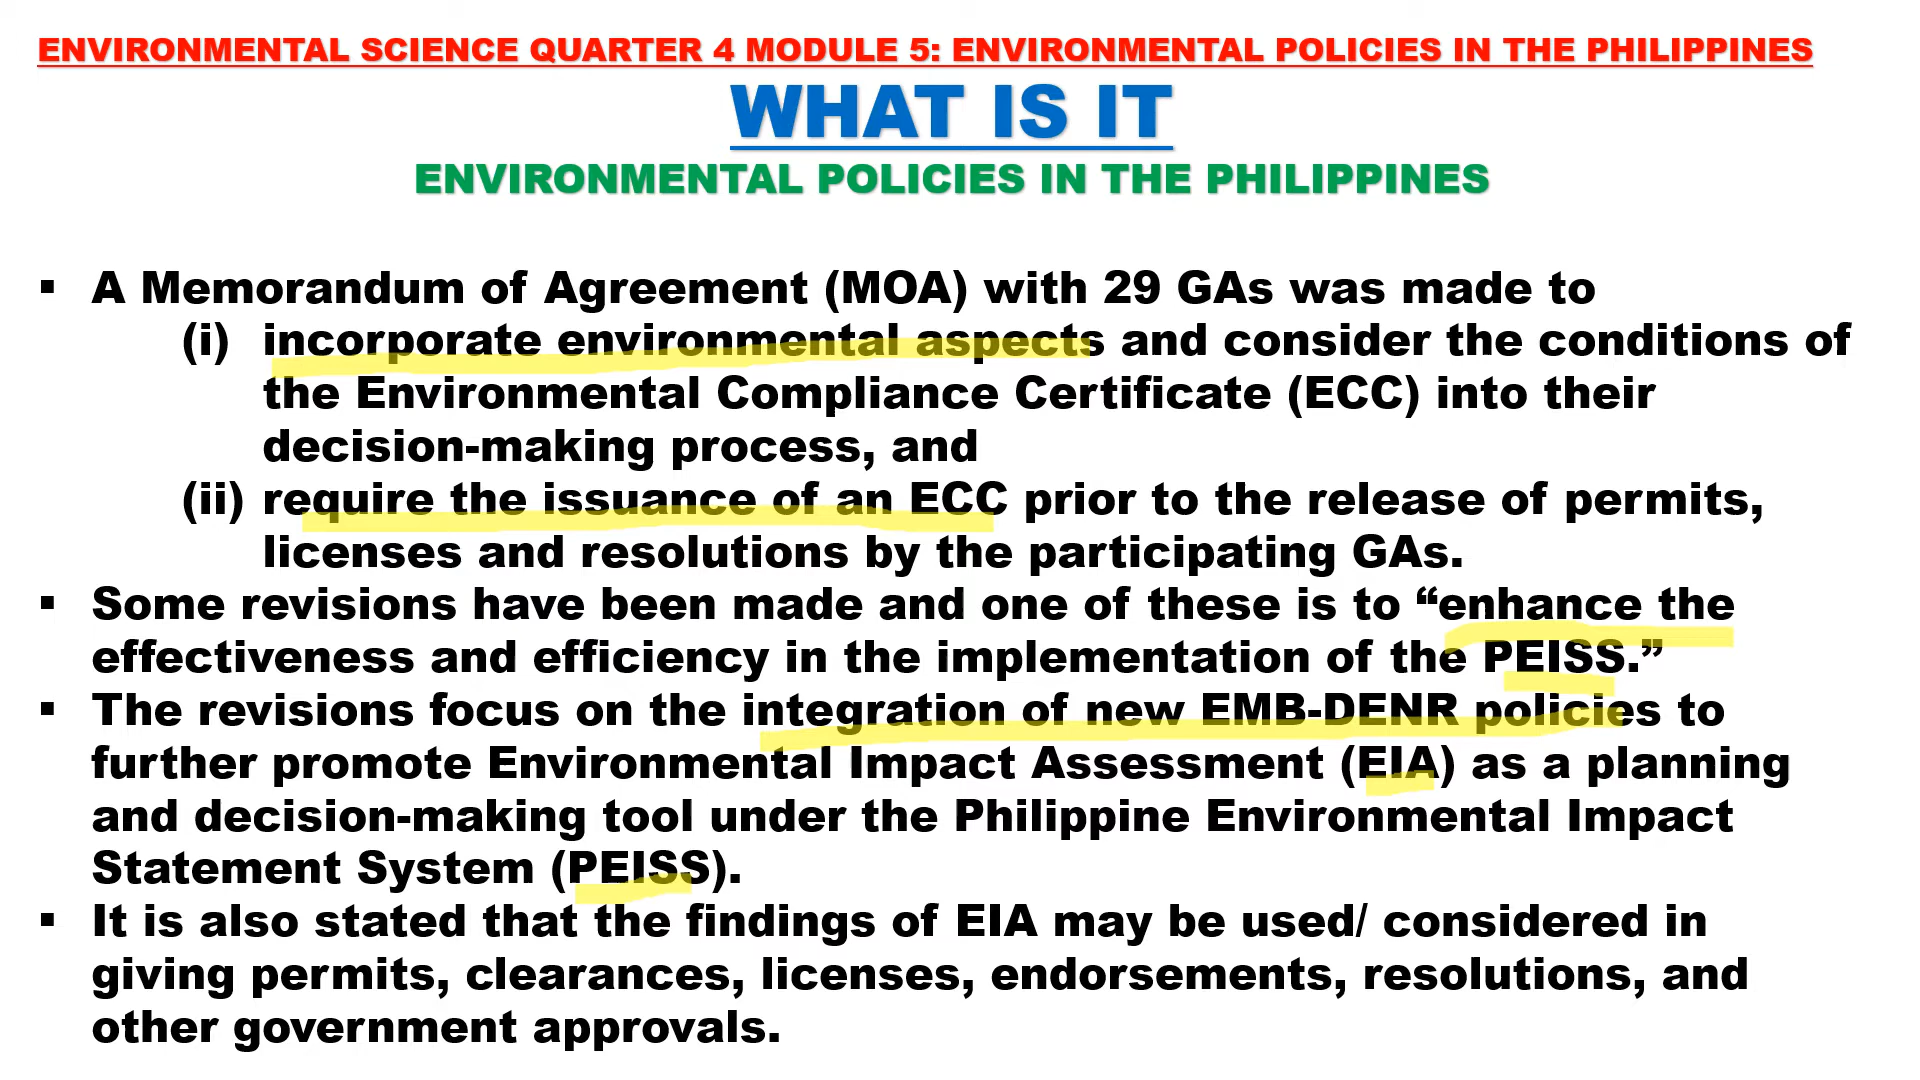 ENVIRONMENTAL SCIENCE QUARTER 4 MODULE 5: ENVIRONMENTAL POLICIES IN THE PHILIPPINES
WHAT IS IT
ENVIRONMENTAL POLICIES IN THE PHILIPPINES
▪ A Memorandum of Agreement (MOA) with 29 GAs was made to
(i) incorporate environmental aspects and consider the conditions of
the Environmental Compliance Certificate (ECC) into their
decision-making process, and
(ii) require the issuance of an ECC prior to the release of permits,
licenses and resolutions by the participating GAs.
▪ Some revisions have been made and one of these is to “enhance the
effectiveness and efficiency in the implementation of the PEISS.”
▪ The revisions focus on the integration of new EMB-DENR policies to
further promote Environmental Impact Assessment (EIA) as a planning
and decision-making tool under the Philippine Environmental Impact
Statement System (PEISS).
▪ It is also stated that the findings of EIA may be used/ considered in
giving permits, clearances, licenses, endorsements, resolutions, and
other government approvals.